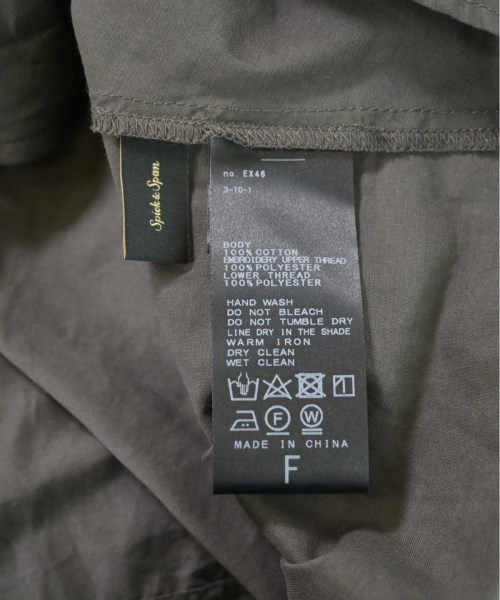 Spick & Span
no. EX46
3-10-1
BODY
100% COTTON
EMBROIDERY UPPER THREAD
100% POLYESTER
LOWER THREAD
100% POLYESTER
HAND WASH
DO NOT BLEACH
DO NOT TUMBLE DRY
LINE DRY IN THE SHADE
WARM IRON
DRY CLEAN
WET CLEAN
F W
MADE IN CHINA
F